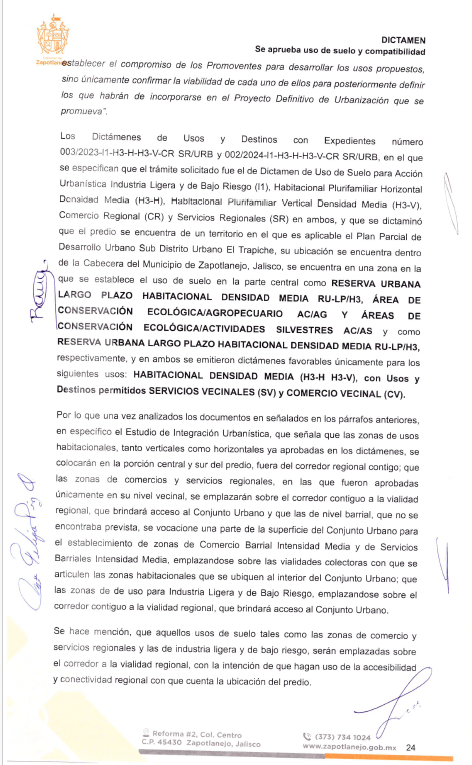 DICTAMEN
Se aprueba uso de suelo y compatibilidad
Zapotlanejo
establecer el compromiso de los Promoventes para desarrollar los usos propuestos,
sino únicamente confirmar la viabilidad de cada uno de ellos para posteriormente definir
los que habrán de incorporarse en el Proyecto Definitivo de Urbanización que se
promueva".
Los Dictámenes de Usos y Destinos con Expedientes número
003/2023-I1-H3-H-H3-V-CR SR/URB y 002/2024-I1-H3-H-H3-V-CR SR/URB, en el que
se especifican que el trámite solicitado fue el de Dictamen de Uso de Suelo para Acción
Urbanística Industria Ligera y de Bajo Riesgo (I1), Habitacional Plurifamiliar Horizontal
Densidad Media (H3-H), Habitacional Plurifamiliar Vertical Densidad Media (H3-V),
Comercio Regional (CR) y Servicios Regionales (SR) en ambos, y que se dictaminó
que el predio se encuentra de un territorio en el que es aplicable el Plan Parcial de
Desarrollo Urbano Sub Distrito Urbano El Trapiche, su ubicación se encuentra dentro
de la Cabecera del Municipio de Zapotlanejo, Jalisco, se encuentra en una zona en la
que se establece el uso de suelo en la parte central como RESERVA URBANA
LARGO PLAZO HABITACIONAL DENSIDAD MEDIA RU-LP/H3, ÁREA DE
CONSERVACIÓN ECOLÓGICA/AGROPECUARIO AC/AG Y ÁREAS DE
CONSERVACIÓN ECOLÓGICA/ACTIVIDADES SILVESTRES AC/AS y como
RESERVA URBANA LARGO PLAZO HABITACIONAL DENSIDAD MEDIA RU-LP/H3,
respectivamente, y en ambos se emitieron dictámenes favorables únicamente para los
siguientes usos: HABITACIONAL DENSIDAD MEDIA (H3-H H3-V), con Usos y
Destinos permitidos SERVICIOS VECINALES (SV) y COMERCIO VECINAL (CV).
Por lo que una vez analizados los documentos en señalados en los párrafos anteriores,
en específico el Estudio de Integración Urbanística, que señala que las zonas de usos
habitacionales, tanto verticales como horizontales ya aprobadas en los dictámenes, se
colocarán en la porción central y sur del predio, fuera del corredor regional contiguo; que
las zonas de comercios y servicios regionales, en las que fueron aprobadas
únicamente en su nivel vecinal, se emplazarán sobre el corredor contiguo a la vialidad
regional, que brindará acceso al Conjunto Urbano y que las de nivel barrial, que no se
encontraba prevista, se vocacione una parte de la superficie del Conjunto Urbano para
el establecimiento de zonas de Comercio Barrial Intensidad Media y de Servicios
Barriales Intensidad Media, emplazandose sobre las vialidades colectoras con que se
articulen las zonas habitacionales que se ubiquen al interior del Conjunto Urbano; que
las zonas de de uso para Industria Ligera y de Bajo Riesgo, emplazandose sobre el
corredor contiguo a la vialidad regional, que brindará acceso al Conjunto Urbano.
Se hace mención, que aquellos usos de suelo tales como las zonas de comercio y
servicios regionales y las de industria ligera y de bajo riesgo, serán emplazadas sobre
el corredor a la vialidad regional, con la intención de que hagan uso de la accesibilidad
y conectividad regional con que cuenta la ubicación del predio.
Reforma #2, Col. Centro
C.P. 45430 Zapotlanejo, Jalisco
(373) 734 1024
www.zapotlanejo.gob.mx
24